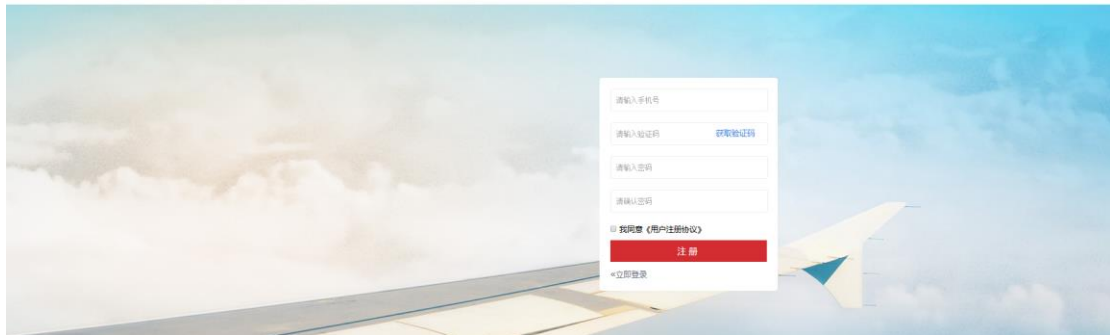 请输入手机号
请输入验证码 获取验证码
请输入密码
请确认密码
我同意《用户注册协议》
注 册
«立即登录